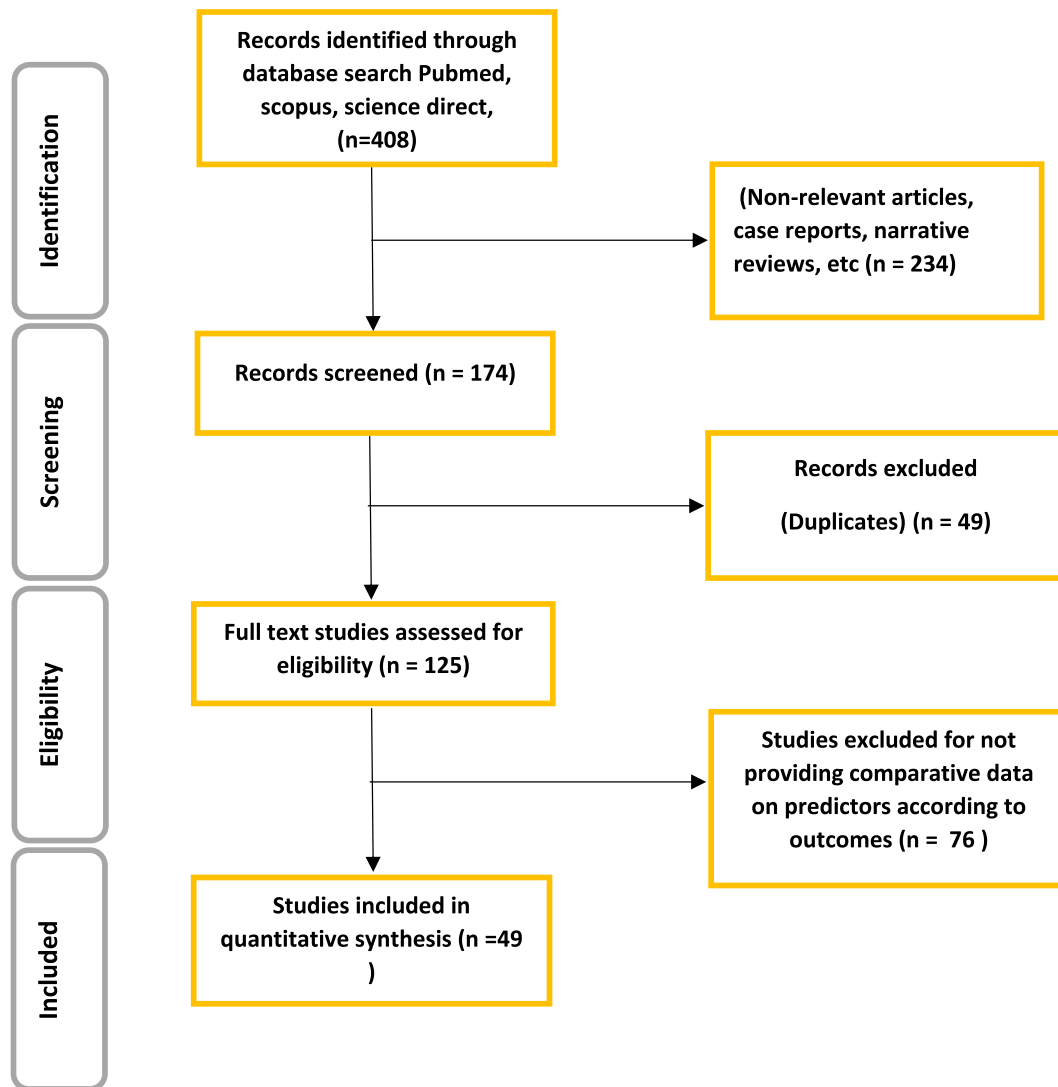 Identification
Records identified through
database search Pubmed,
scopus, science direct,
(n=408)
(Non-relevant articles,
case reports, narrative
reviews, etc (n = 234)
Screening
Records screened (n = 174)
Records excluded
(Duplicates) (n = 49)
Eligibility
Full text studies assessed for
eligibility (n = 125)
Studies excluded for not
providing comparative data
on predictors according to
outcomes (n =  76 )
Included
Studies included in
quantitative synthesis (n =49
)